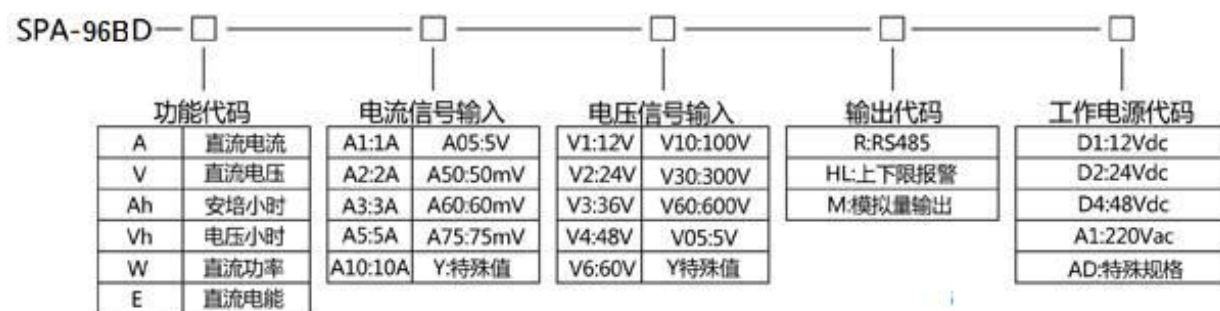 SPA-96BD—□—□—□—□—□
功能代码 电流信号输入 电压信号输入 输出代码 工作电源代码
A 直流电流 A1:1A A05:5V V1:12V V10:100V R:RS485 D1:12Vdc
V 直流电压 A2:2A A50:50mV V2:24V V30:300V HL:上下限报警 D2:24Vdc
Ah 安培小时 A3:3A A60:60mV V3:36V V60:600V M:模拟量输出 D4:48Vdc
Vh 电压小时 A5:5A A75:75mV V4:48V V05:5V A1:220Vac
W 直流功率 A10:10A Y:特殊值 V6:60V Y特殊值 AD:特殊规格
E 直流电能